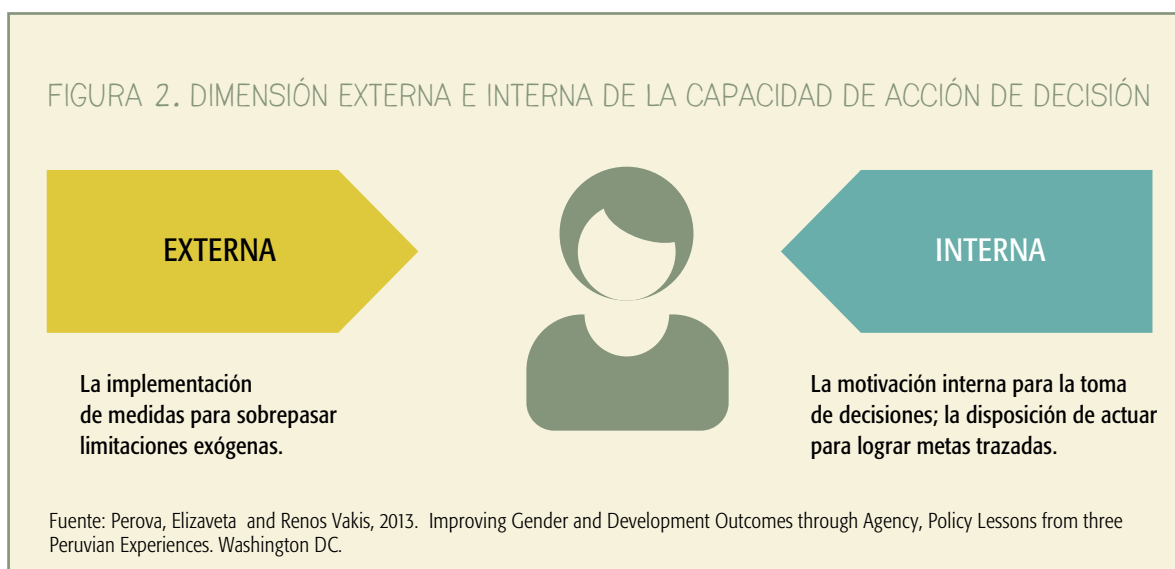 FIGURA 2. DIMENSIÓN EXTERNA E INTERNA DE LA CAPACIDAD DE ACCIÓN DE DECISIÓN
EXTERNA
La implementación
de medidas para sobrepasar
limitaciones exógenas.
INTERNA
La motivación interna para la toma
de decisiones; la disposición de actuar
para lograr metas trazadas.
Fuente: Perova, Elizaveta and Renos Vakis, 2013. Improving Gender and Development Outcomes through Agency, Policy Lessons from three
Peruvian Experiences. Washington DC.